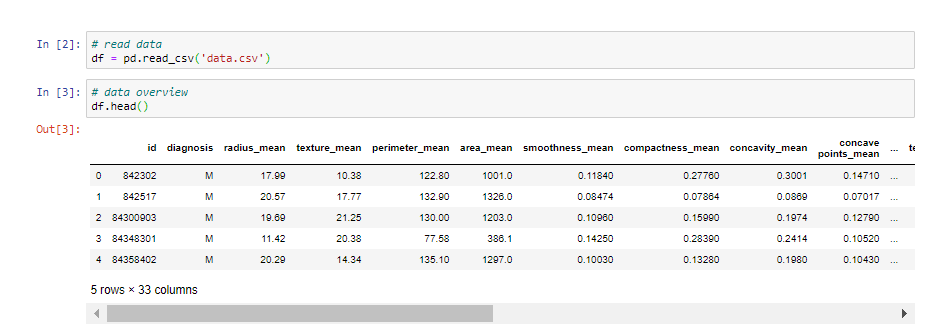 In [2]: # read data
df = pd.read_csv('data.csv')
In [3]: # data overview
df.head()
Out[3]:
id diagnosis radius_mean texture_mean perimeter_mean area_mean smoothness_mean compactness_mean concavity_mean concave points_mean ... te
0 842302 M 17.99 10.38 122.80 1001.0 0.11840 0.27760 0.3001 0.14710 ...
1 842517 M 20.57 17.77 132.90 1326.0 0.08474 0.07864 0.0869 0.07017 ...
2 84300903 M 19.69 21.25 130.00 1203.0 0.10960 0.15990 0.1974 0.12790 ...
3 84348301 M 11.42 20.38 77.58 386.1 0.14250 0.28390 0.2414 0.10520 ...
4 84358402 M 20.29 14.34 135.10 1297.0 0.10030 0.13280 0.1980 0.10430 ...
5 rows × 33 columns